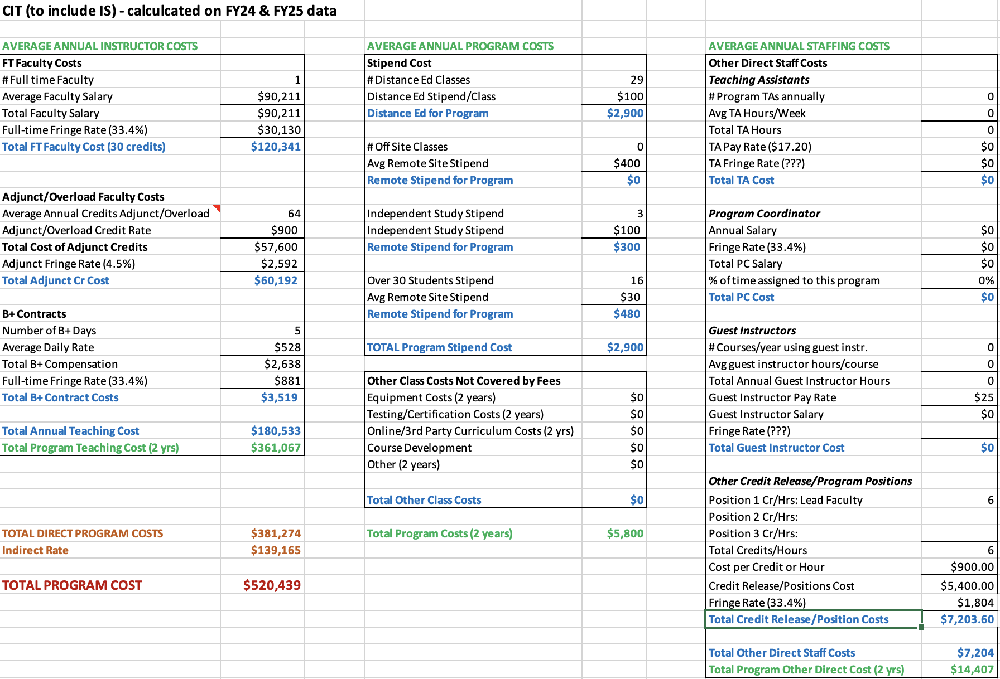 CIT (to include IS) - calculcated on FY24 & FY25 data
AVERAGE ANNUAL INSTRUCTOR COSTS
FT Faculty Costs
# Full time Faculty 1
Average Faculty Salary $90,211
Total Faculty Salary $90,211
Full-time Fringe Rate (33.4%) $30,130
Total FT Faculty Cost (30 credits) $120,341
Adjunct/Overload Faculty Costs
Average Annual Credits Adjunct/Overload 64
Adjunct/Overload Credit Rate $900
Total Cost of Adjunct Credits $57,600
Adjunct Fringe Rate (4.5%) $2,592
Total Adjunct Cr Cost $60,192
B+ Contracts
Number of B+ Days 5
Average Daily Rate $528
Total B+ Compensation $2,638
Full-time Fringe Rate (33.4%) $881
Total B+ Contract Costs $3,519
Total Annual Teaching Cost $180,533
Total Program Teaching Cost (2 yrs) $361,067
TOTAL DIRECT PROGRAM COSTS $381,274
Indirect Rate $139,165
TOTAL PROGRAM COST $520,439
AVERAGE ANNUAL PROGRAM COSTS
Stipend Cost
# Distance Ed Classes 29
Distance Ed Stipend/Class $100
Distance Ed for Program $2,900
# Off Site Classes 0
Avg Remote Site Stipend $400
Remote Stipend for Program $0
Independent Study Stipend 3
Independent Study Stipend $100
Remote Stipend for Program $300
Over 30 Students Stipend 16
Avg Remote Site Stipend $30
Remote Stipend for Program $480
TOTAL Program Stipend Cost $2,900
Other Class Costs Not Covered by Fees
Equipment Costs (2 years) $0
Testing/Certification Costs (2 years) $0
Online/3rd Party Curriculum Costs (2 yrs) $0
Course Development $0
Other (2 years) $0
Total Other Class Costs $0
Total Program Costs (2 years) $5,800
AVERAGE ANNUAL STAFFING COSTS
Other Direct Staff Costs
Teaching Assistants
# Program TAs annually 0
Avg TA Hours/Week 0
Total TA Hours 0
TA Pay Rate ($17.20) $0
TA Fringe Rate (???) $0
Total TA Cost $0
Program Coordinator
Annual Salary $0
Fringe Rate (33.4%) $0
Total PC Salary $0
% of time assigned to this program 0%
Total PC Cost $0
Guest Instructors
# Courses/year using guest instr. 0
Avg guest instructor hours/course 0
Total Annual Guest Instructor Hours 0
Guest Instructor Pay Rate $25
Guest Instructor Salary $0
Fringe Rate (???)
Total Guest Instructor Cost $0
Other Credit Release/Program Positions
Position 1 Cr/Hrs: Lead Faculty 6
Position 2 Cr/Hrs:
Position 3 Cr/Hrs:
Total Credits/Hours 6
Cost per Credit or Hour $900.00
Credit Release/Positions Cost $5,400.00
Fringe Rate (33.4%) $1,804
Total Credit Release/Position Costs $7,203.60
Total Other Direct Staff Costs $7,204
Total Program Other Direct Cost (2 yrs) $14,407